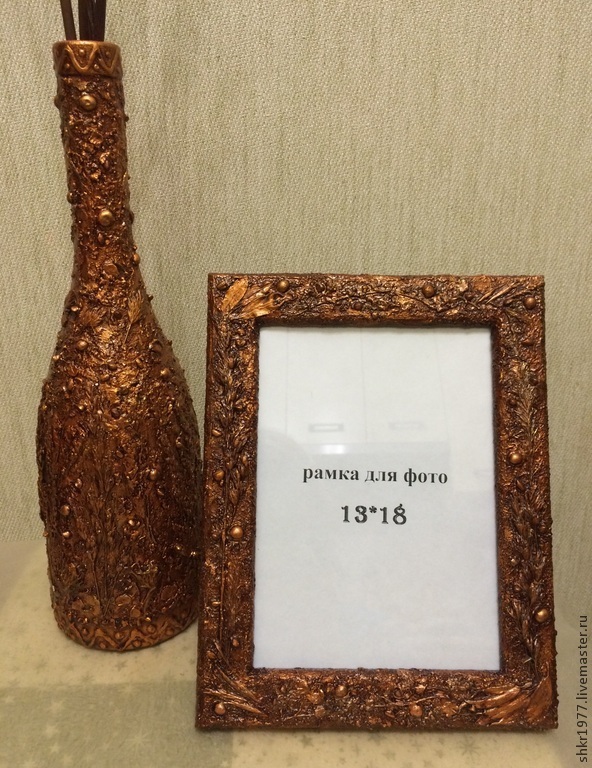 рамка для фото
13*18
shkr1977.livemaster.ru